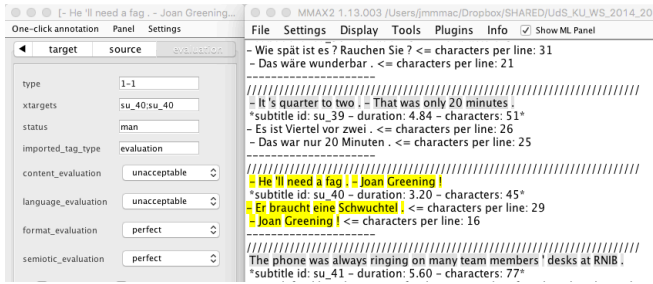 [- He 'll need a fag . - Joan Greening...
One-click annotation Panel Settings
target source evaluation
type 1-1
xtargets su_40;su_40
status man
imported_tag_type evaluation
content_evaluation unacceptable
language_evaluation unacceptable
format_evaluation perfect
semiotic_evaluation perfect
MMAX2 1.13.003 /Users/jmmmac/Dropbox/SHARED/UdS_KU_WS_2014_20
File Settings Display Tools Plugins Info Show ML Panel
- Wie spät ist es ? Rauchen Sie ? <= characters per line: 31
- Das wäre wunderbar . <= characters per line: 21
----------------------
//////////////////////////////////////////////////////////////////////
- It 's quarter to two . - That was only 20 minutes .
*subtitle id: su_39 - duration: 4.84 - characters: 51*
- Es ist Viertel vor zwei . <= characters per line: 26
- Das war nur 20 Minuten . <= characters per line: 25
----------------------
//////////////////////////////////////////////////////////////////////
- He 'll need a fag . - Joan Greening !
*subtitle id: su_40 - duration: 3.20 - characters: 45*
- Er braucht eine Schwuchtel . <= characters per line: 29
- Joan Greening ! <= characters per line: 16
----------------------
//////////////////////////////////////////////////////////////////////
The phone was always ringing on many team members ' desks at RNIB .
*subtitle id: su_41 - duration: 5.60 - characters: 77*